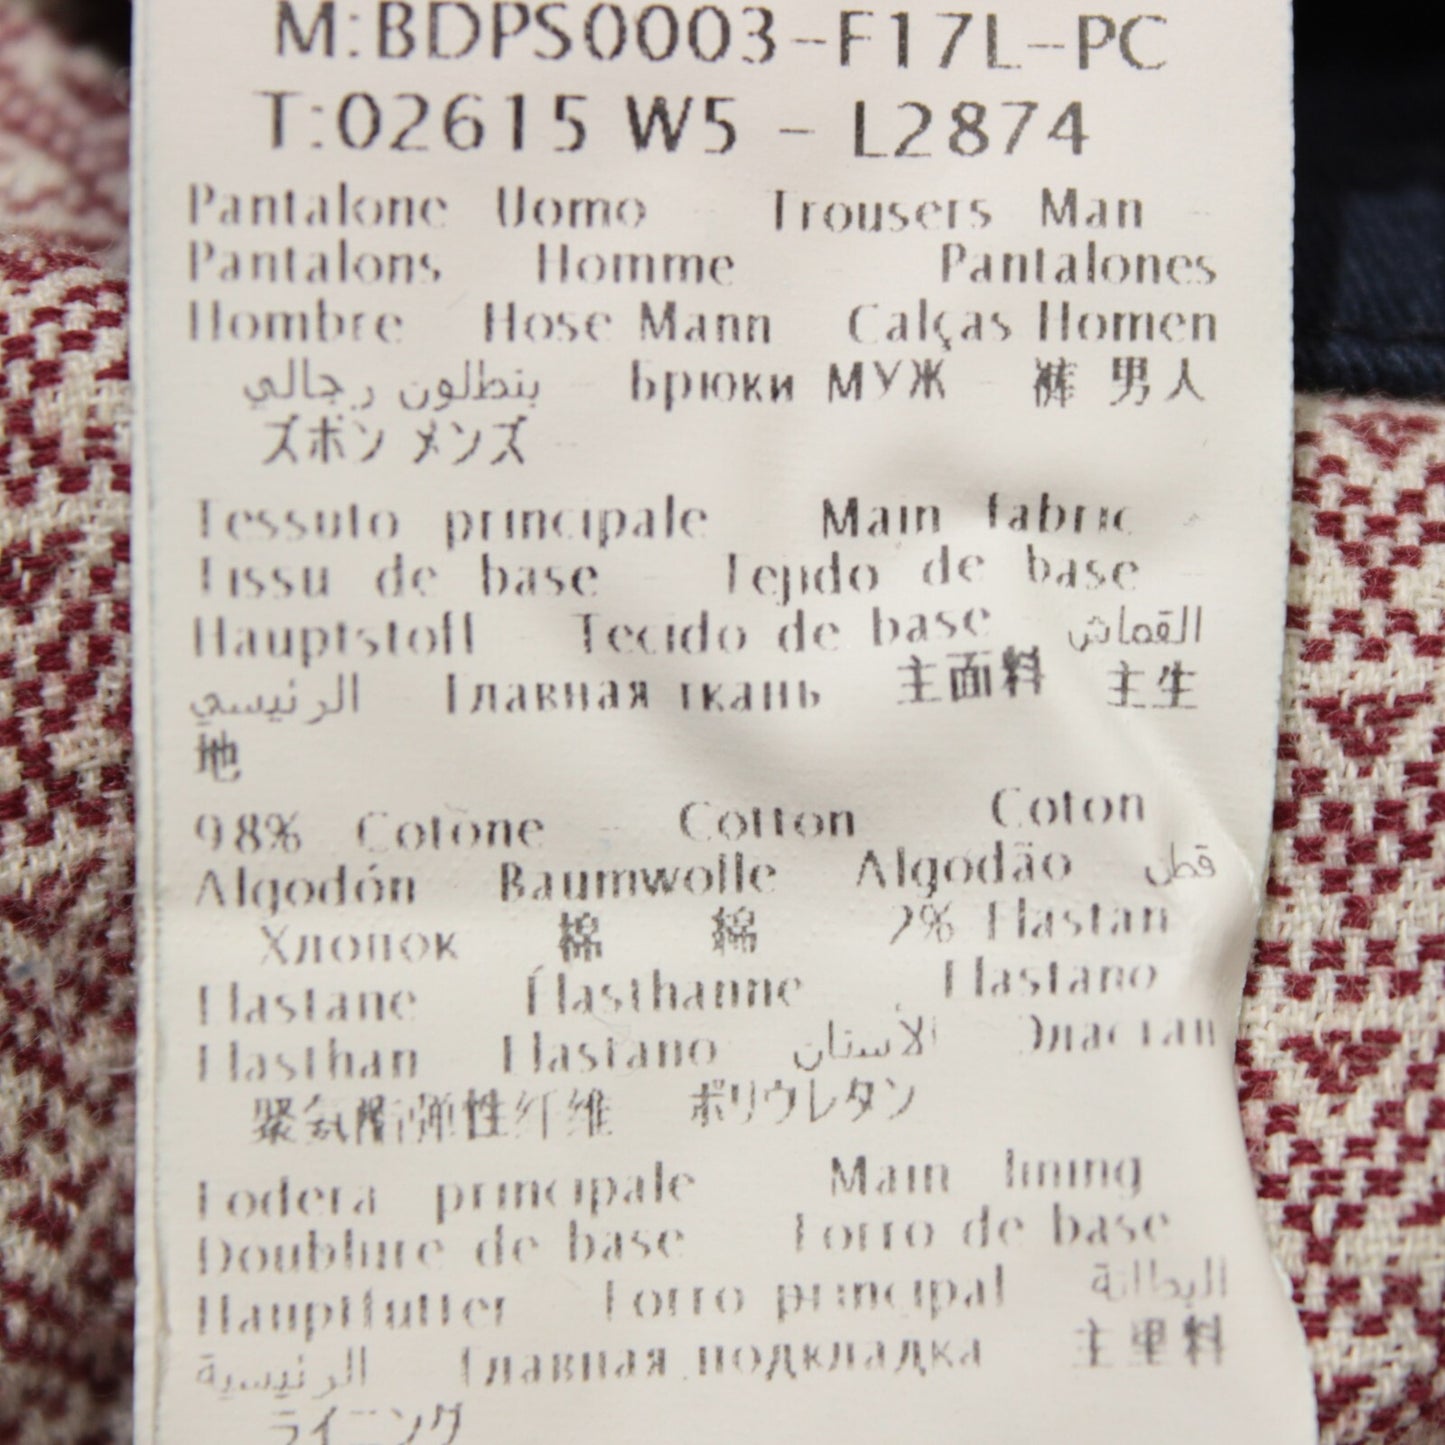 M:BDPS0003-F17L-PC
T:02615 W5 - L2874
Pantalone Uomo Trousers Man
Pantalons Homme Pantalones
Hombre Hose Mann Calças Homen
بنطلون رجالي Брюки МУЖ 裤 男人
ズボン メンズ
Tessuto principale Main fabric
Tissu de base Tejido de base
Hauptstoff Tecido de base القماش
الرئيسي Главная ткань 主面料 主生
地
98% Cotone Cotton Coton
Algodón Baumwolle Algodão قطن
Хлопок 棉 綿 2% Elastan
Elastane Élasthanne Elastano
Elasthan Elastano الأستان Эластан
聚氨酯弹性纤维 ポリウレタン
Fodera principale Main lining
Doublure de base Forro de base
Hauptfutter Forro principal البطانة
الرئيسية Главная подкладка 主里料
ライニング